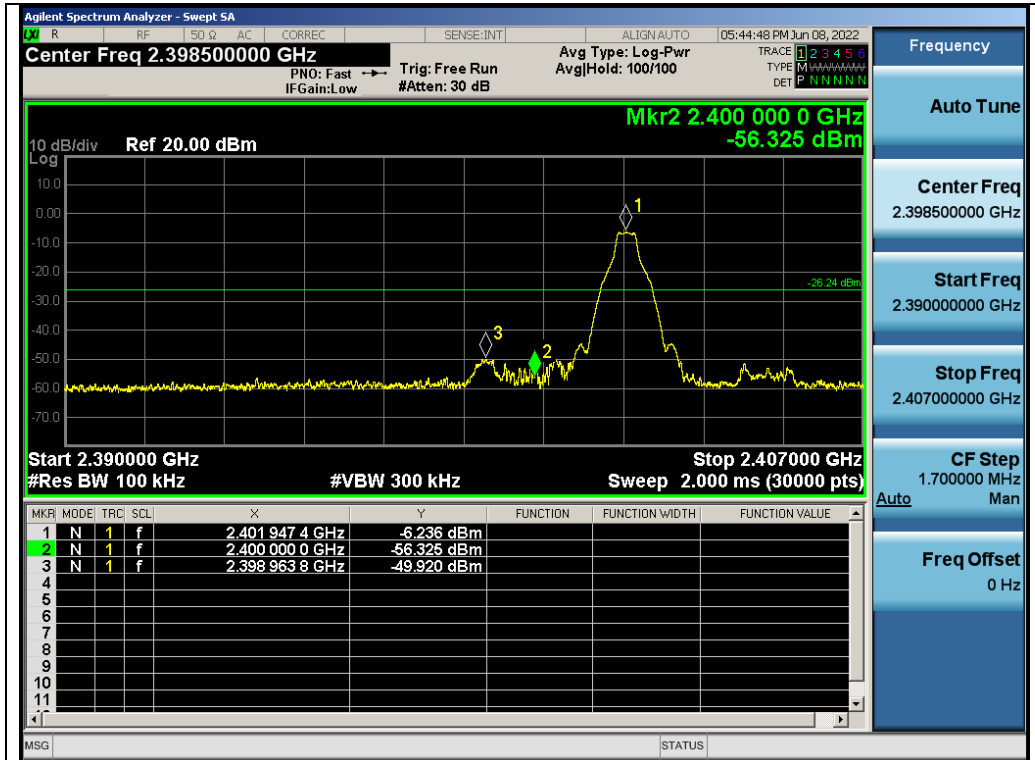 Agilent Spectrum Analyzer - Swept SA
LXI R RF 50 Ω AC CORREC SENSE:INT ALIGN AUTO 05:44:48 PM Jun 08, 2022
Center Freq 2.398500000 GHz
PNO: Fast
IFGain:Low
Trig: Free Run
#Atten: 30 dB
Avg Type: Log-Pwr
Avg|Hold: 100/100
TRACE 1 2 3 4 5 6
TYPE M
DET P N N N N N
Mkr2 2.400 000 0 GHz
-56.325 dBm
10 dB/div Ref 20.00 dBm
Log
10.0
0.00
-10.0
-20.0
-30.0
-40.0
-50.0
-60.0
-70.0
1
-26.24 dBm
3
2
Start 2.390000 GHz Stop 2.407000 GHz
#Res BW 100 kHz #VBW 300 kHz Sweep 2.000 ms (30000 pts)
MKR MODE TRC SCL X Y FUNCTION FUNCTION WIDTH FUNCTION VALUE
1 N 1 f 2.401 947 4 GHz -6.236 dBm
2 N 1 f 2.400 000 0 GHz -56.325 dBm
3 N 1 f 2.398 963 8 GHz -49.920 dBm
4
5
6
7
8
9
10
11
MSG STATUS
Frequency
Auto Tune
Center Freq
2.398500000 GHz
Start Freq
2.390000000 GHz
Stop Freq
2.407000000 GHz
CF Step
1.700000 MHz
Auto Man
Freq Offset
0 Hz